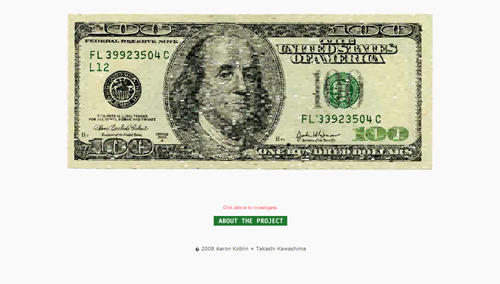 FEDERAL RESERVE NOTE
THE
UNITED STATES
OF AMERICA
FL 39923504 C
L12
THIS NOTE IS LEGAL TENDER
FOR ALL DEBTS, PUBLIC AND PRIVATE
FL 39923504 C
100
100
ONE HUNDRED DOLLARS
Click above to investigate.
ABOUT THE PROJECT
� 2008 Aaron Koblin + Takashi Kawashima